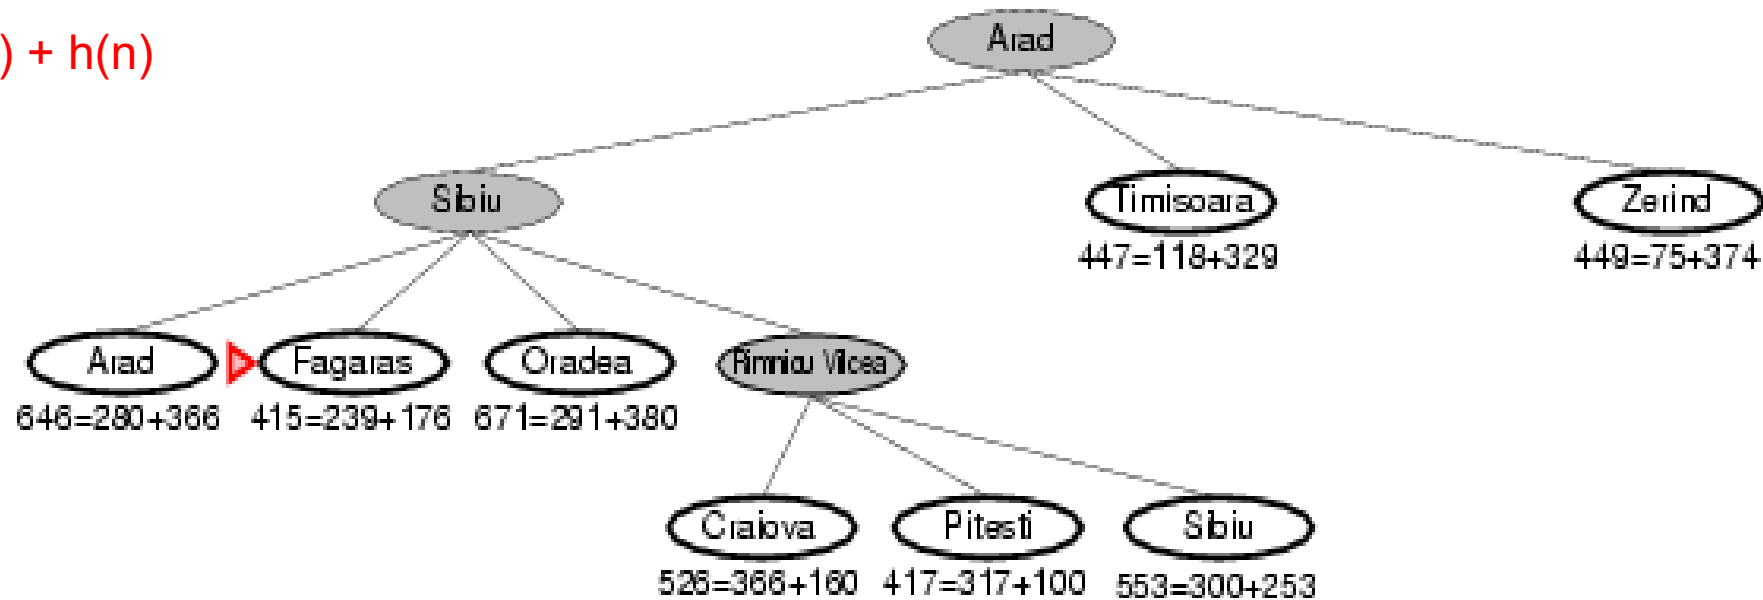 ) + h(n)
Arad
Sibiu
Timisoara
Zerind
447=118+329
449=75+374
Arad
Fagaras
Oradea
Rimnicu Vilcea
646=280+366
415=239+176
671=291+380
Craiova
Pitesti
Sibiu
526=366+160
417=317+100
553=300+253